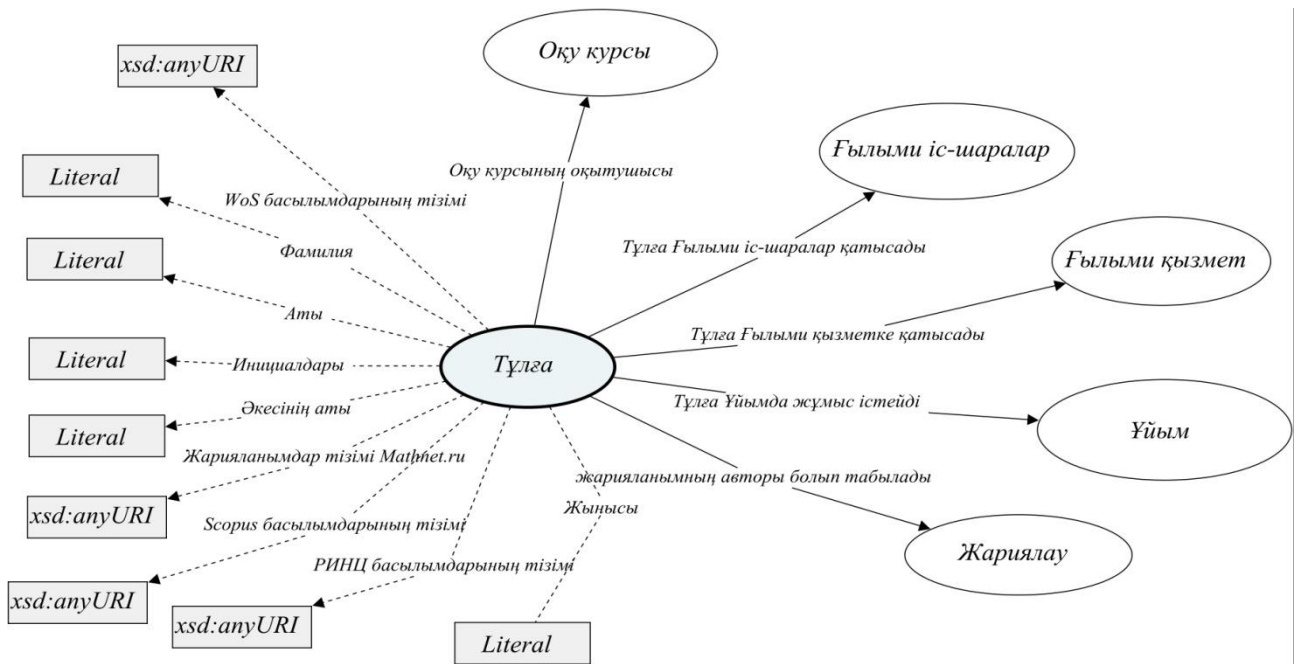 Оқу курсы
xsd:anyURI
Ғылыми іс-шаралар
Literal
Оқу курсының оқытушысы
WoS басылымдарының тізімі
Literal
Фамилия
Тұлға Ғылыми іс-шаралар қатысады
Ғылыми қызмет
Аты
Literal
Инициалдары
Тұлға
Тұлға Ғылыми қызметке қатысады
Әкесінің аты
Тұлға Ұйымда жұмыс істейді
Literal
Ұйым
Жарияланымдар тізімі Mathnet.ru
жарияланымның авторы болып табылады
xsd:anyURI
Scopus басылымдарының тізімі
Жынысы
Жариялау
РИНЦ басылымдарының тізімі
xsd:anyURI
xsd:anyURI
Literal